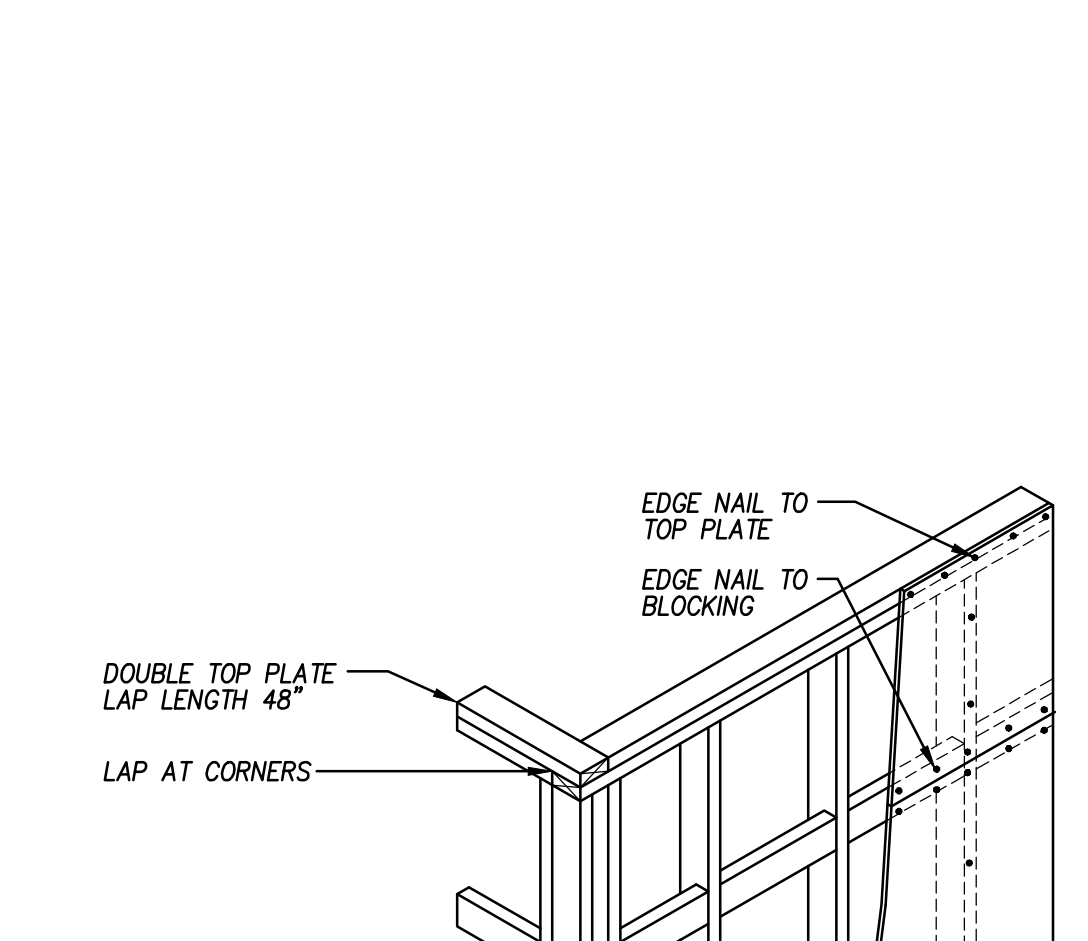 EDGE NAIL TO
TOP PLATE
EDGE NAIL TO
BLOCKING
DOUBLE TOP PLATE
LAP LENGTH 48"
LAP AT CORNERS